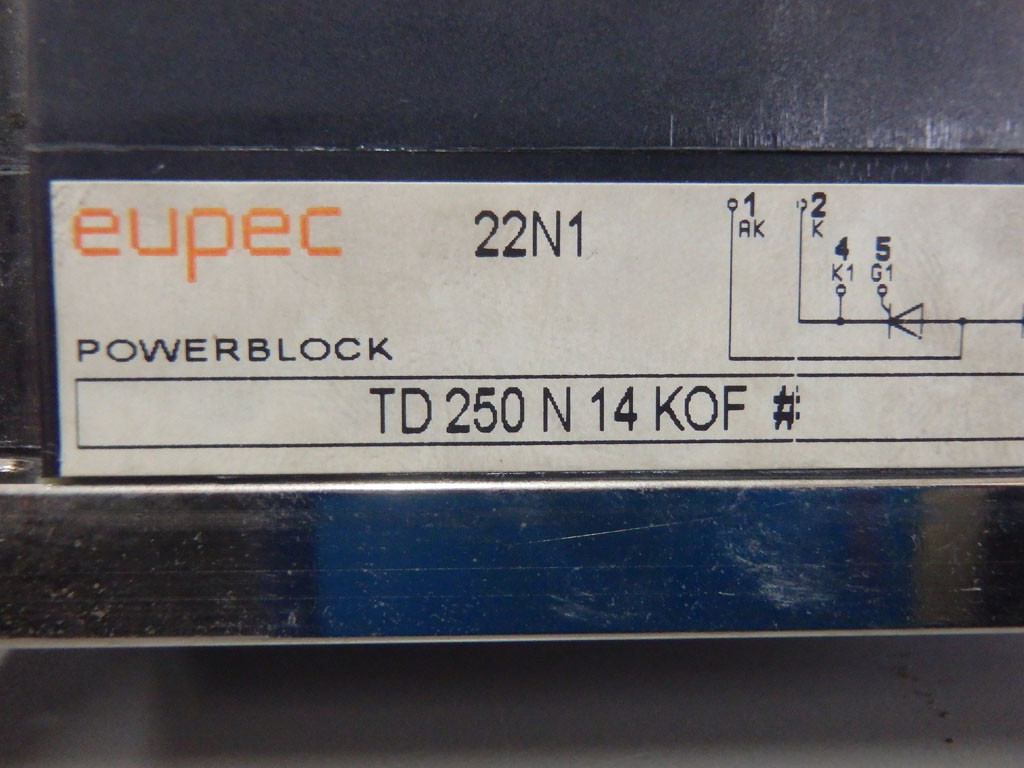 eupec
22N1
1
AK
2
K
4
K1
5
G1
POWERBLOCK
TD 250 N 14 KOF #